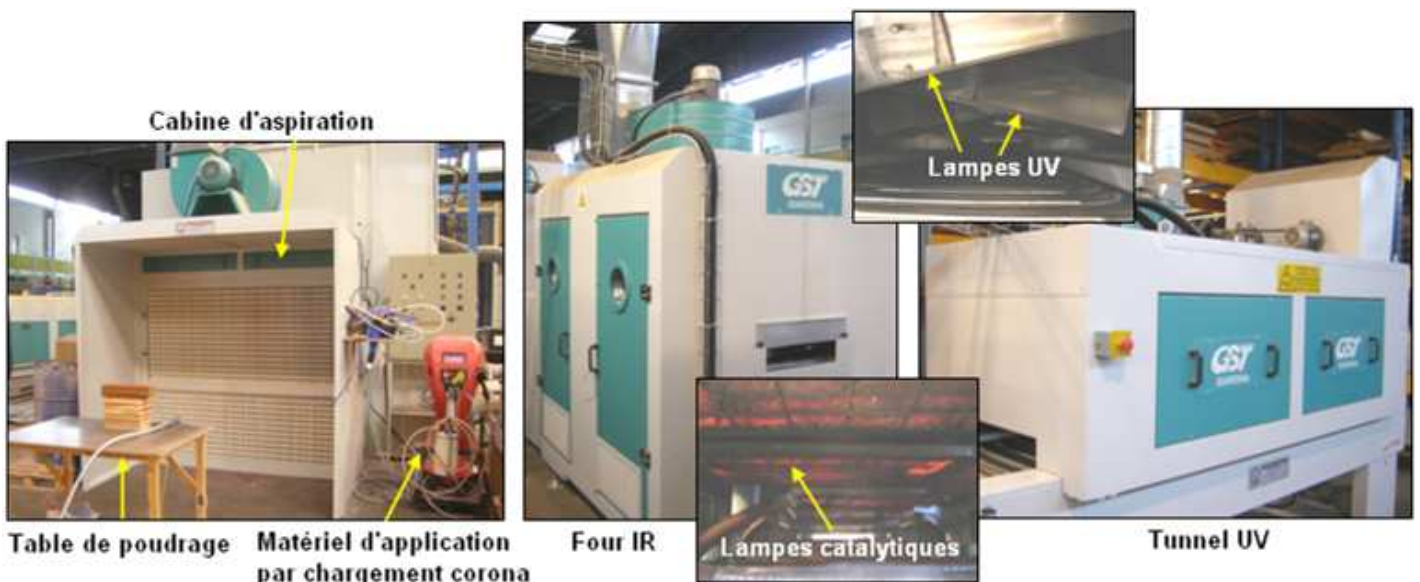 Cabine d'aspiration
Table de poudrage
Matériel d'application
par chargement corona
GST
Four IR
Lampes UV
Lampes catalytiques
GST
GST
Tunnel UV